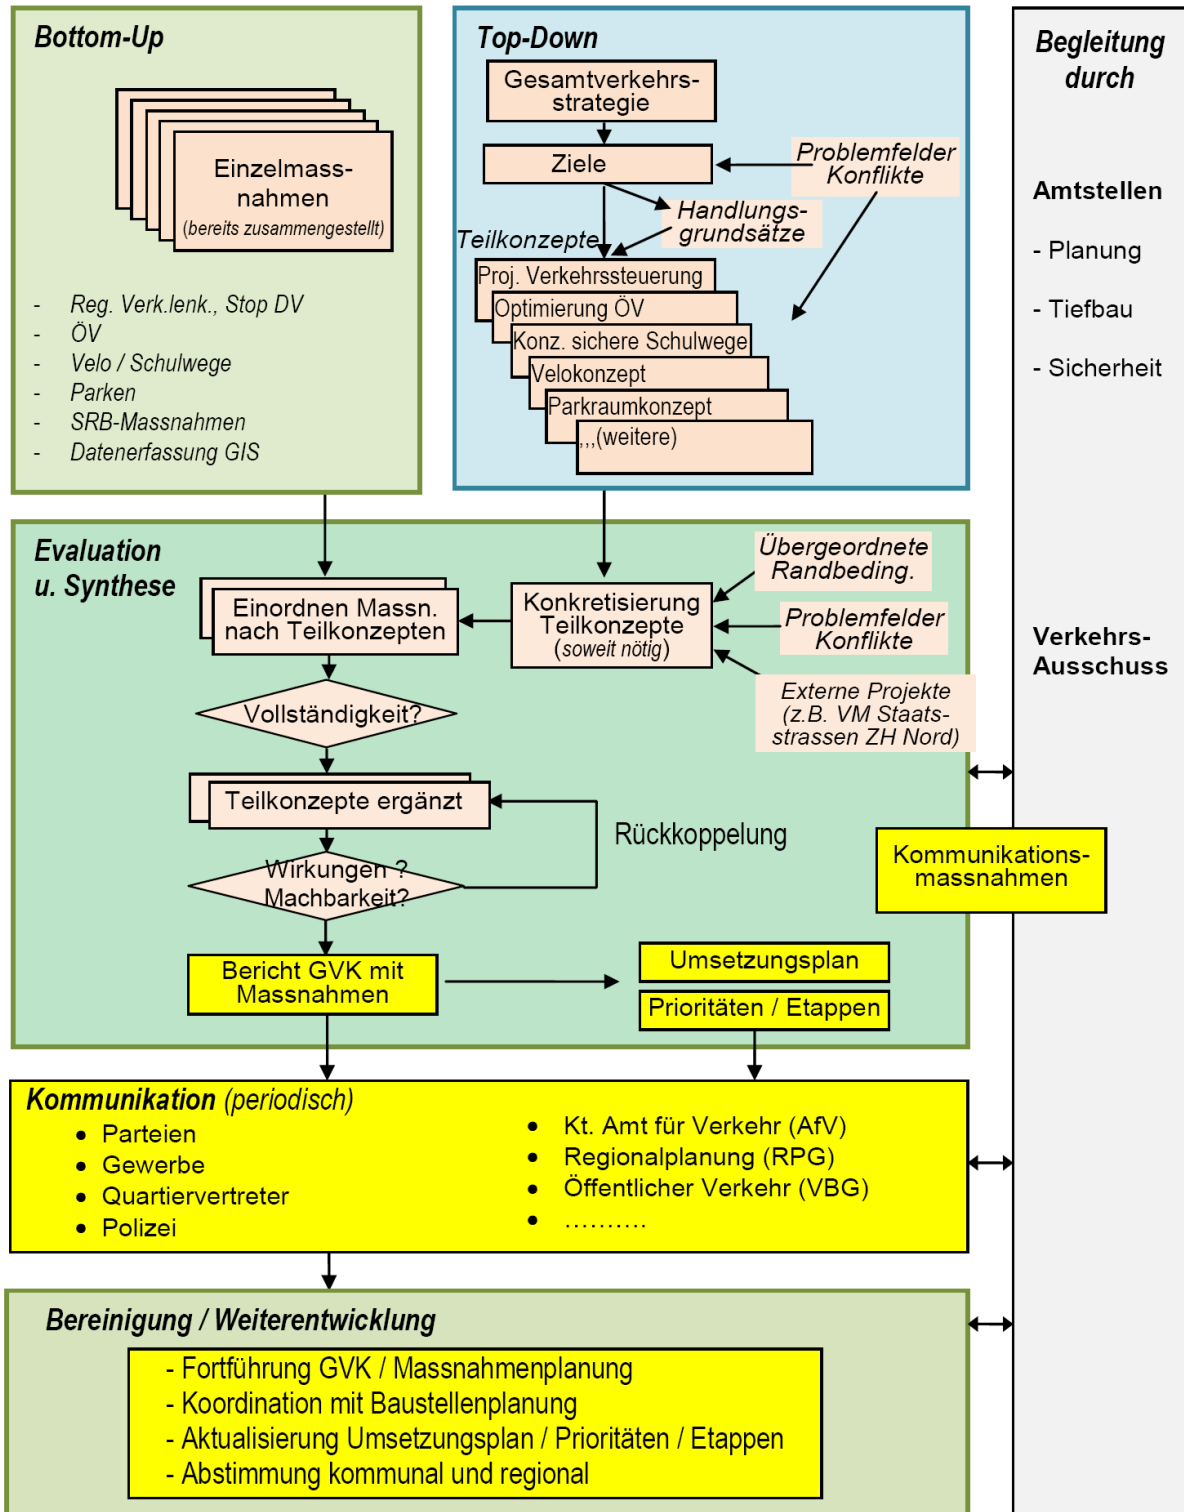 Bottom-Up
Einzelmass-
nahmen
(bereits zusammengestellt)
- Reg. Verk.lenk., Stop DV
- ÖV
- Velo / Schulwege
- Parken
- SRB-Massnahmen
- Datenerfassung GIS
Top-Down
Gesamtverkehrs-
strategie
Ziele
Problemfelder
Konflikte
Handlungs-
grundsätze
Teilkonzepte
Proj. Verkehrssteuerung
Optimierung ÖV
Konz. sichere Schulwege
Velokonzept
Parkraumkonzept
,,,(weitere)
Begleitung
durch
Amtstellen
- Planung
- Tiefbau
- Sicherheit
Verkehrs-
Ausschuss
Evaluation
u. Synthese
Einordnen Massn.
nach Teilkonzepten
Konkretisierung
Teilkonzepte
(soweit nötig)
Übergeordnete
Randbeding.
Problemfelder
Konflikte
Externe Projekte
(z.B. VM Staats-
strassen ZH Nord)
Vollständigkeit?
Teilkonzepte ergänzt
Rückkoppelung
Wirkungen ?
Machbarkeit?
Kommunikations-
massnahmen
Bericht GVK mit
Massnahmen
Umsetzungsplan
Prioritäten / Etappen
Kommunikation (periodisch)
• Parteien
• Gewerbe
• Quartiervertreter
• Polizei
• Kt. Amt für Verkehr (AfV)
• Regionalplanung (RPG)
• Öffentlicher Verkehr (VBG)
• ..........
Bereinigung / Weiterentwicklung
- Fortführung GVK / Massnahmenplanung
- Koordination mit Baustellenplanung
- Aktualisierung Umsetzungsplan / Prioritäten / Etappen
- Abstimmung kommunal und regional